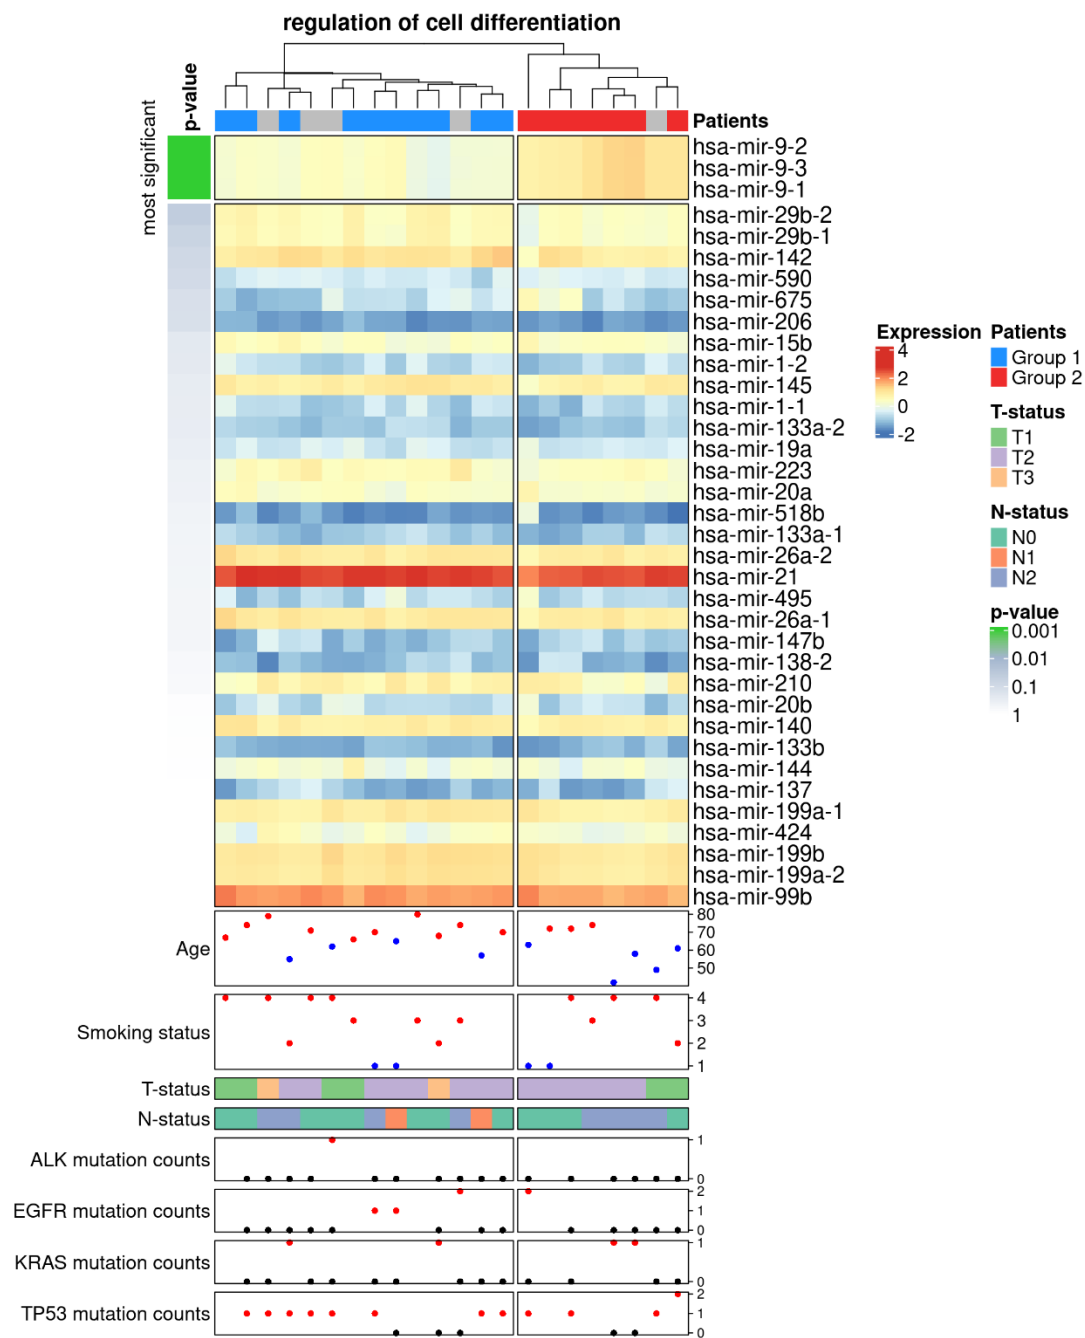 regulation of cell differentiation
p-value
most significant
Patients
hsa-mir-9-2
hsa-mir-9-3
hsa-mir-9-1
hsa-mir-29b-2
hsa-mir-29b-1
hsa-mir-142
hsa-mir-590
hsa-mir-675
hsa-mir-206
hsa-mir-15b
hsa-mir-1-2
hsa-mir-145
hsa-mir-1-1
hsa-mir-133a-2
hsa-mir-19a
hsa-mir-223
hsa-mir-20a
hsa-mir-518b
hsa-mir-133a-1
hsa-mir-26a-2
hsa-mir-21
hsa-mir-495
hsa-mir-26a-1
hsa-mir-147b
hsa-mir-138-2
hsa-mir-210
hsa-mir-20b
hsa-mir-140
hsa-mir-133b
hsa-mir-144
hsa-mir-137
hsa-mir-199a-1
hsa-mir-424
hsa-mir-199b
hsa-mir-199a-2
hsa-mir-99b
Expression
4
2
0
-2
Patients
Group 1
Group 2
T-status
T1
T2
T3
N-status
N0
N1
N2
p-value
0.001
0.01
0.1
1
Age
80
70
60
50
Smoking status
4
3
2
1
T-status
N-status
ALK mutation counts
1
0
EGFR mutation counts
2
1
0
KRAS mutation counts
1
0
TP53 mutation counts
2
1
0